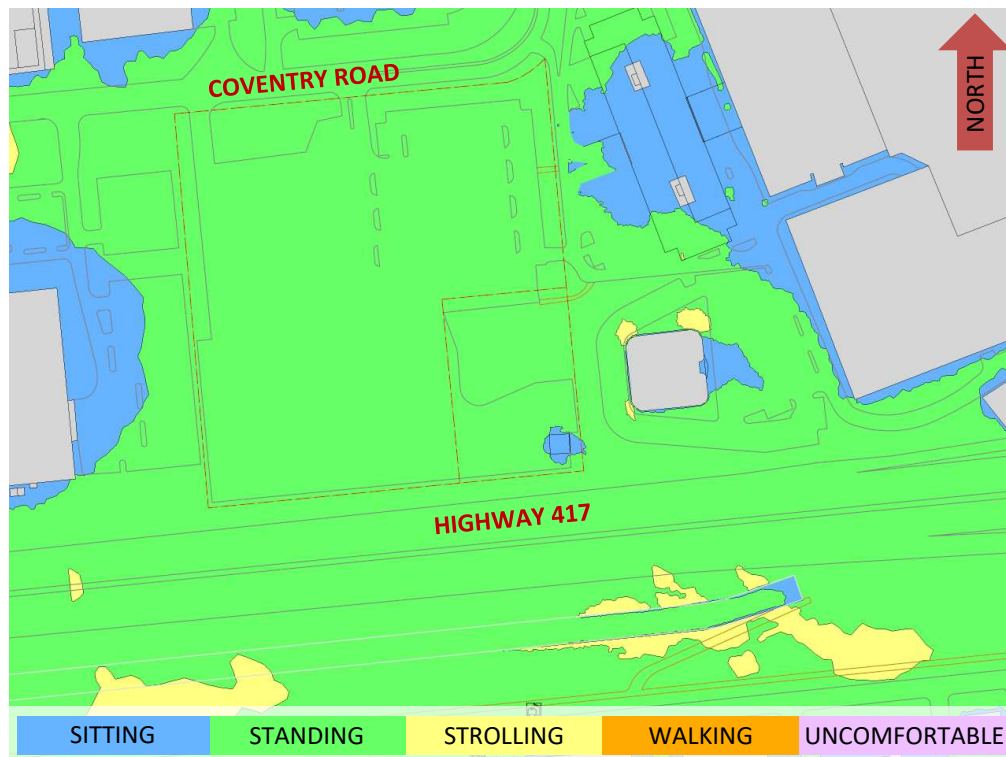 COVENTRY ROAD
NORTH
HIGHWAY 417
SITTING
STANDING
STROLLING
WALKING
UNCOMFORTABLE